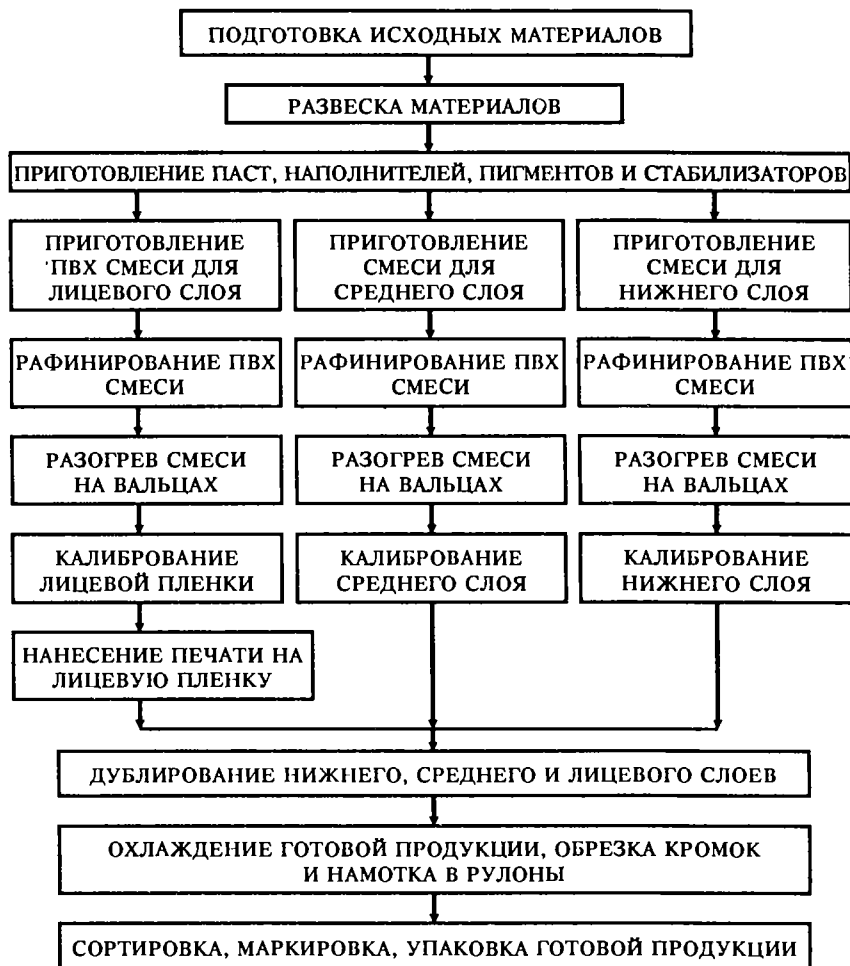 ПОДГОТОВКА ИСХОДНЫХ МАТЕРИАЛОВ
РАЗВЕСКА МАТЕРИАЛОВ
ПРИГОТОВЛЕНИЕ ПАСТ, НАПОЛНИТЕЛЕЙ, ПИГМЕНТОВ И СТАБИЛИЗАТОРОВ
ПРИГОТОВЛЕНИЕ
ПВХ СМЕСИ ДЛЯ
ЛИЦЕВОГО СЛОЯ
ПРИГОТОВЛЕНИЕ
СМЕСИ ДЛЯ
СРЕДНЕГО СЛОЯ
ПРИГОТОВЛЕНИЕ
СМЕСИ ДЛЯ
НИЖНЕГО СЛОЯ
РАФИНИРОВАНИЕ ПВХ
СМЕСИ
РАФИНИРОВАНИЕ ПВХ
СМЕСИ
РАФИНИРОВАНИЕ ПВХ
СМЕСИ
РАЗОГРЕВ СМЕСИ
НА ВАЛЬЦАХ
РАЗОГРЕВ СМЕСИ
НА ВАЛЬЦАХ
РАЗОГРЕВ СМЕСИ
НА ВАЛЬЦАХ
КАЛИБРОВАНИЕ
ЛИЦЕВОЙ ПЛЕНКИ
КАЛИБРОВАНИЕ
СРЕДНЕГО СЛОЯ
КАЛИБРОВАНИЕ
НИЖНЕГО СЛОЯ
НАНЕСЕНИЕ ПЕЧАТИ НА
ЛИЦЕВУЮ ПЛЕНКУ
ДУБЛИРОВАНИЕ НИЖНЕГО, СРЕДНЕГО И ЛИЦЕВОГО СЛОЕВ
ОХЛАЖДЕНИЕ ГОТОВОЙ ПРОДУКЦИИ, ОБРЕЗКА КРОМОК
И НАМОТКА В РУЛОНЫ
СОРТИРОВКА, МАРКИРОВКА, УПАКОВКА ГОТОВОЙ ПРОДУКЦИИ